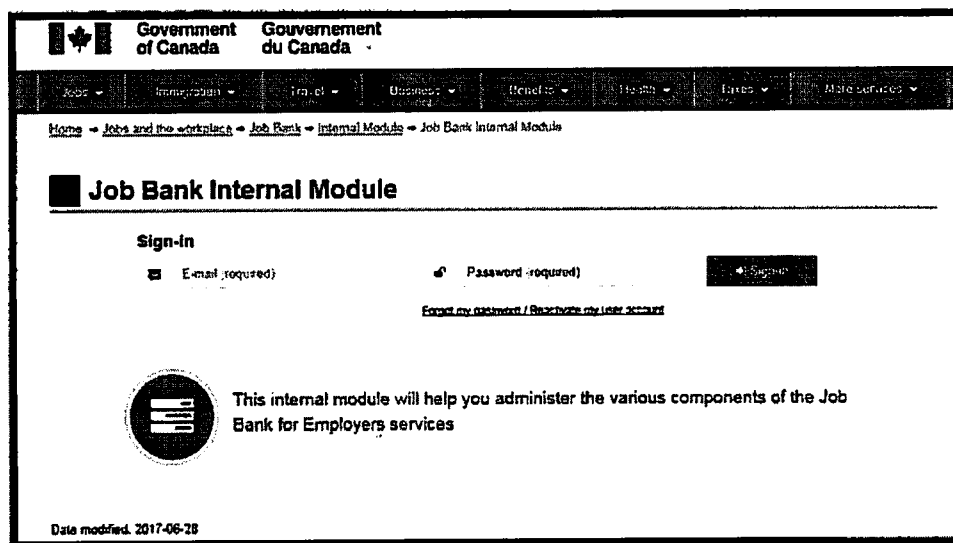 Government of Canada Gouvernement du Canada
Jobs Immigration Travel Business Benefits Health Taxes More services
Home → Jobs and the workplace → Job Bank → Internal Module → Job Bank Internal Module
Job Bank Internal Module
Sign-in
E-mail (required) Password (required) Sign-in
Forgot my password / Reactivate my user account
This internal module will help you administer the various components of the Job
Bank for Employers services
Date modified. 2017-06-28